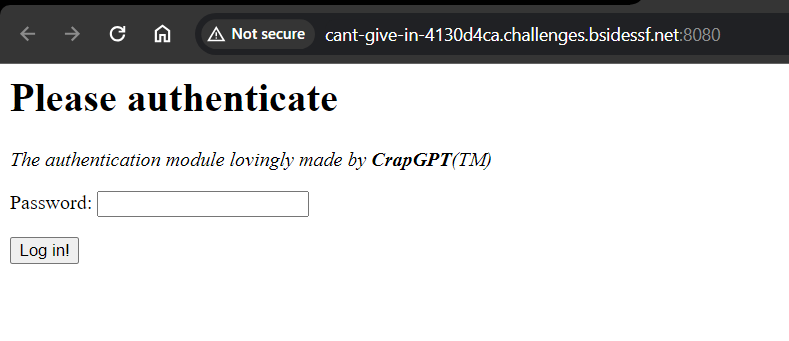 Not secure cant-give-in-4130d4ca.challenges.bsidessf.net:8080
Please authenticate
The authentication module lovingly made by CrapGPT(TM)
Password:
Log in!